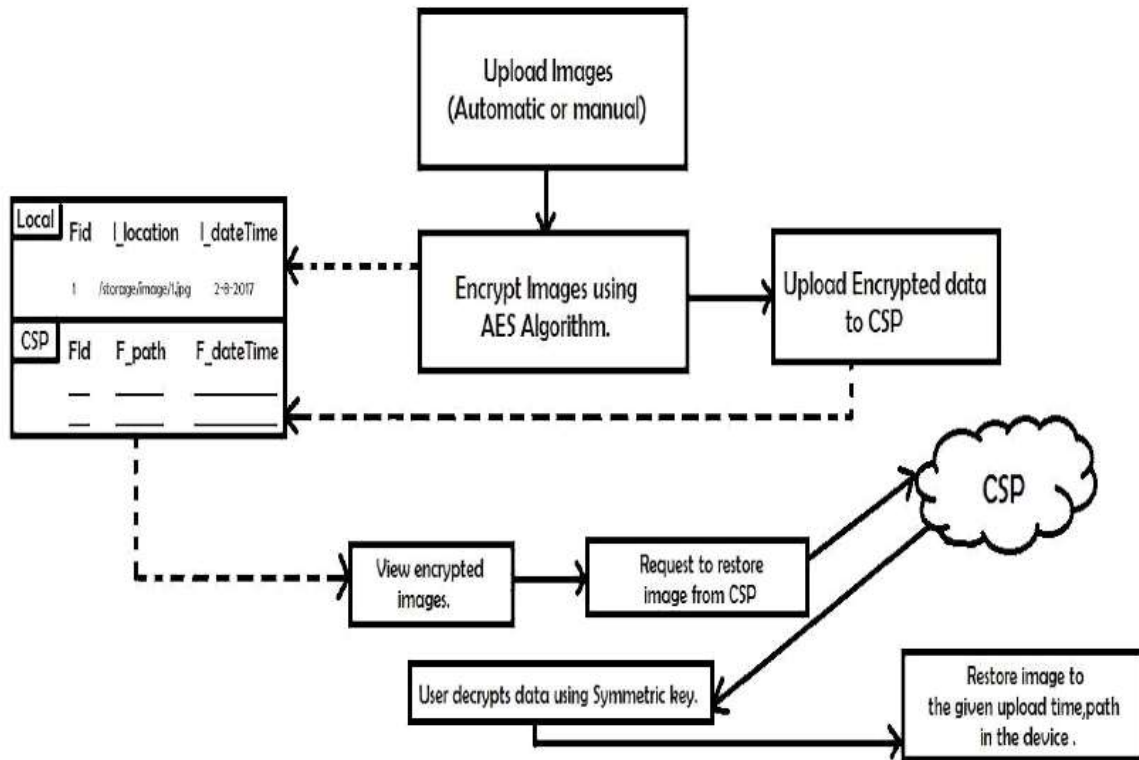 Upload Images
(Automatic or manual)
Local
Fid I_location I_dateTime
1 /storage/image/1.jpg 2-8-2017
CSP
FId F_path F_dateTime
Encrypt Images using
AES Algorithm.
Upload Encrypted data
to CSP
CSP
View encrypted
images.
Request to restore
image from CSP
User decrypts data using Symmetric key.
Restore image to
the given upload time,path
in the device .